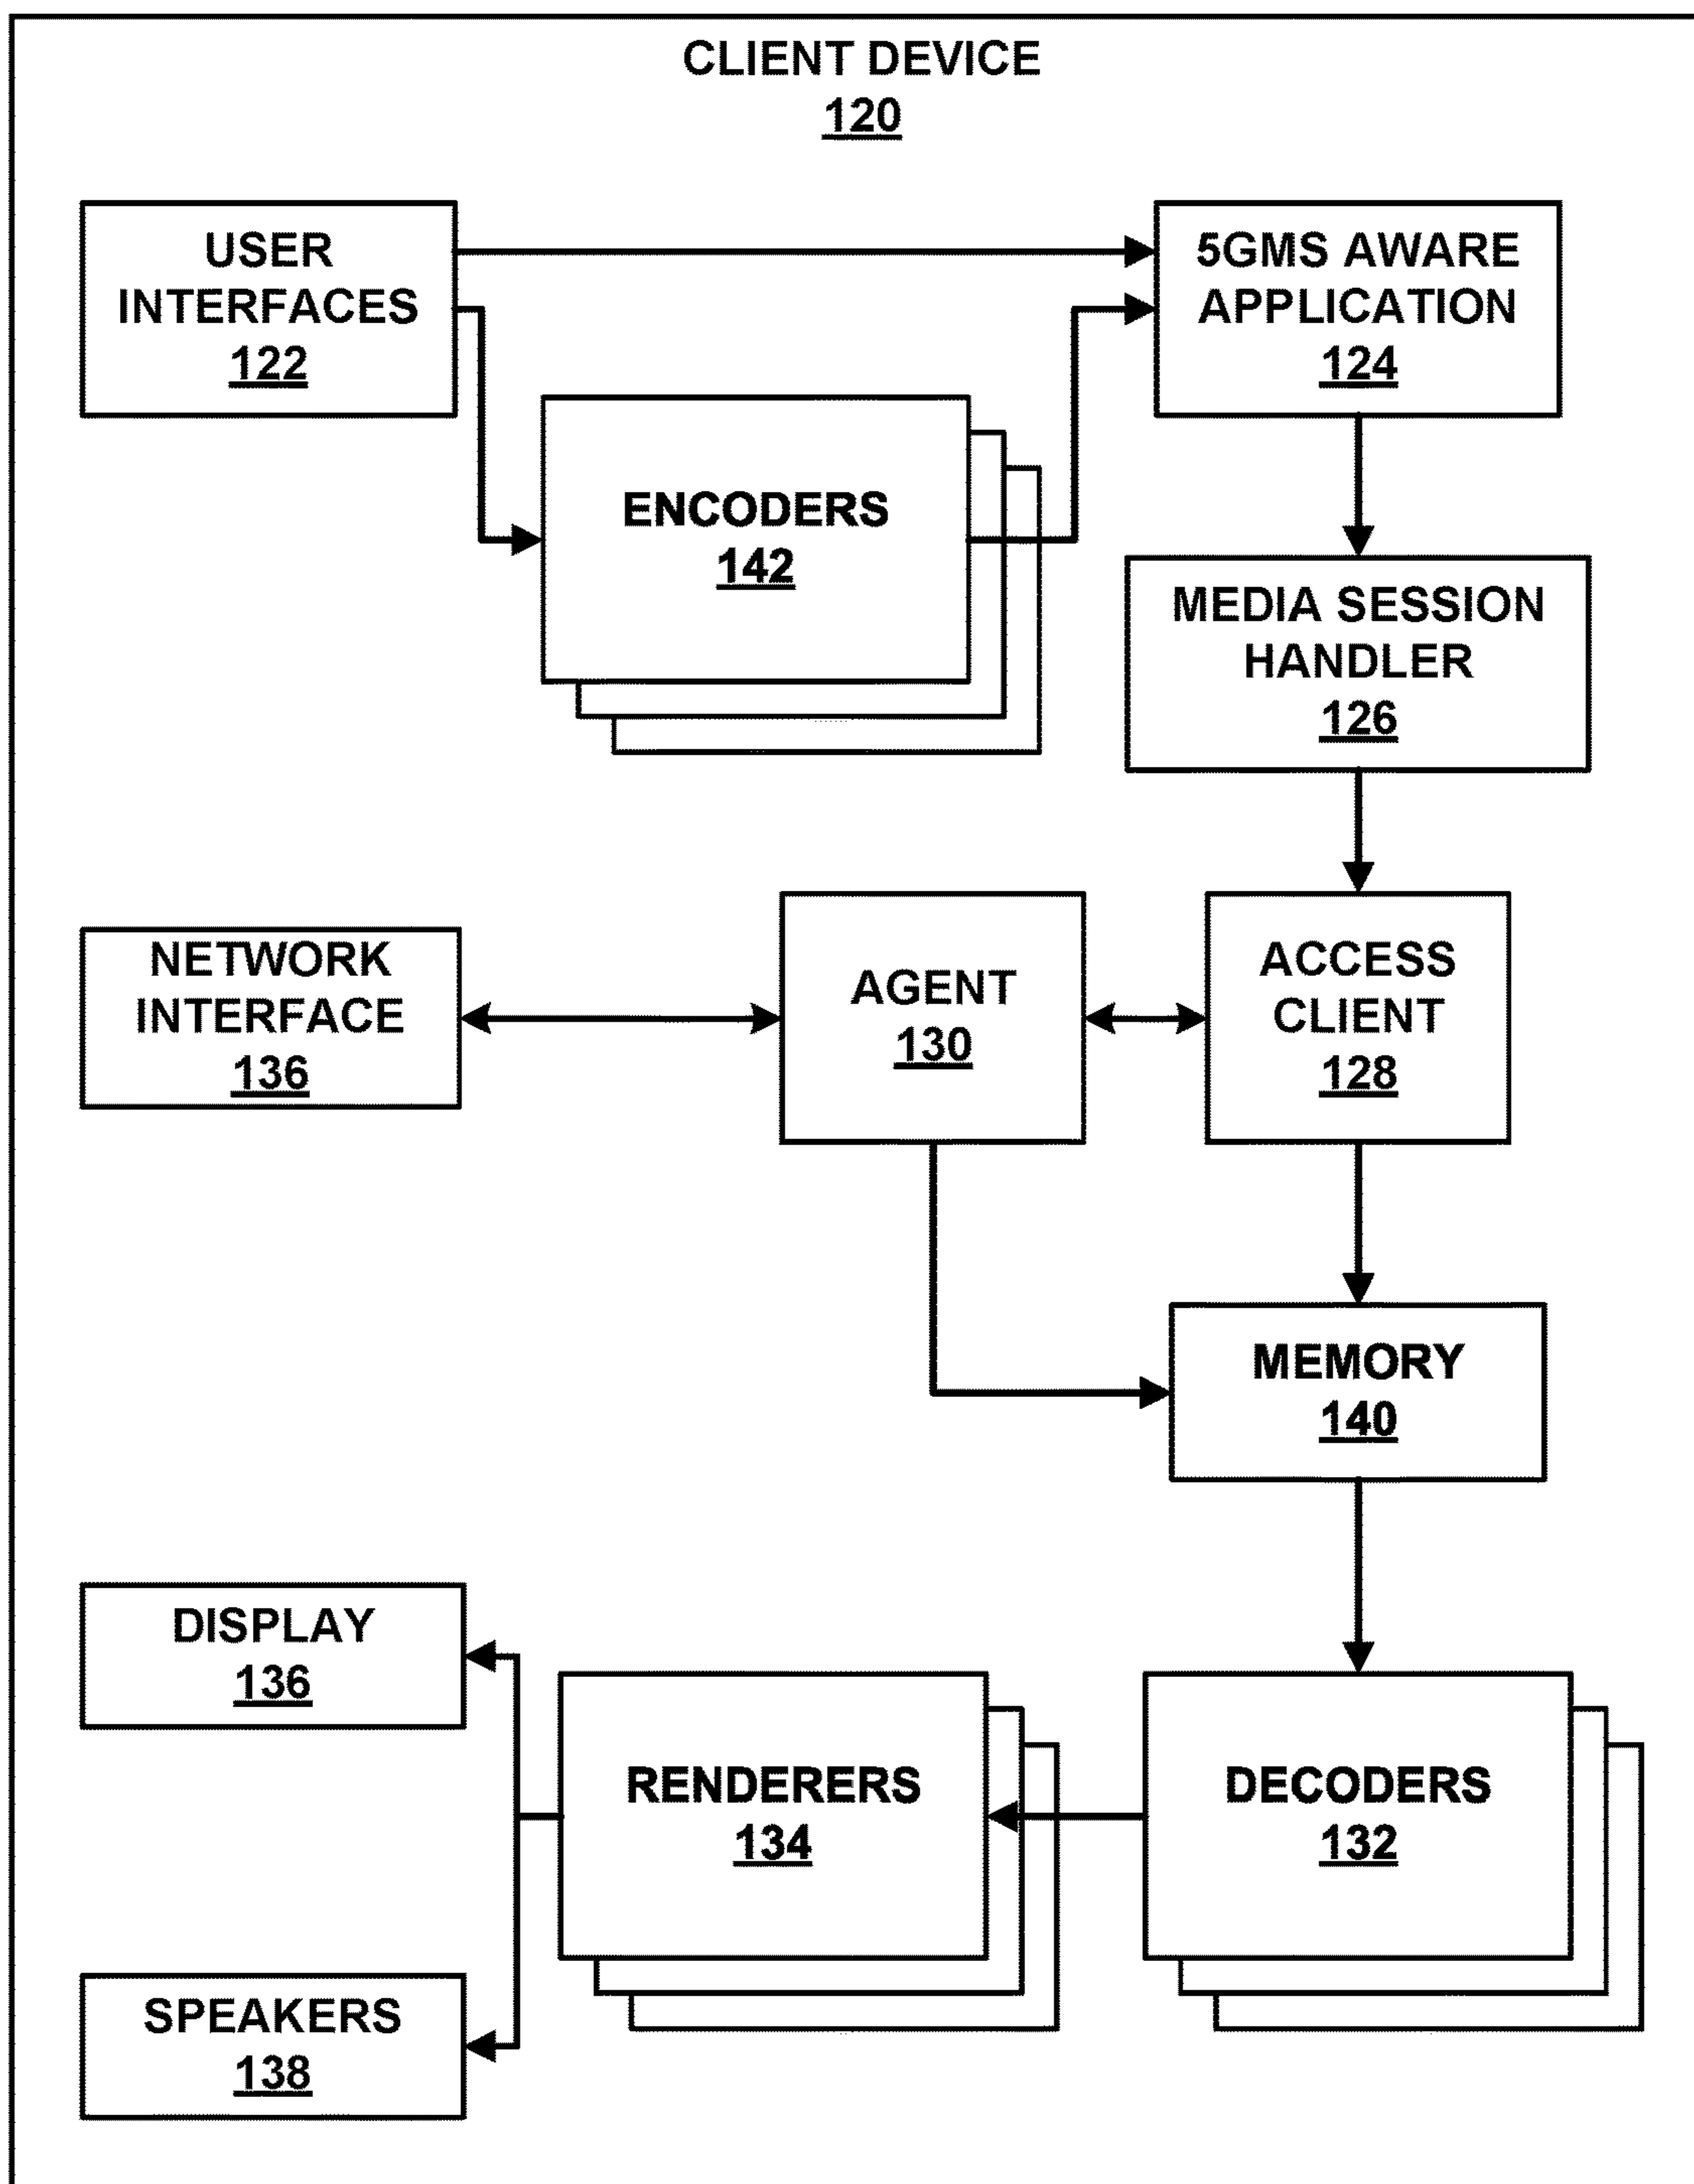 CLIENT DEVICE
120
USER
INTERFACES
122
5GMS AWARE
APPLICATION
124
ENCODERS
142
MEDIA SESSION
HANDLER
126
NETWORK
INTERFACE
136
AGENT
130
ACCESS
CLIENT
128
MEMORY
140
DISPLAY
136
RENDERERS
134
DECODERS
132
SPEAKERS
138